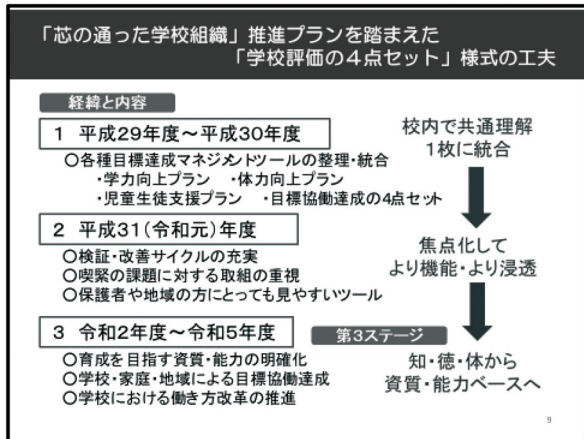 「芯の通った学校組織」推進プランを踏まえた
「学校評価の4点セット」様式の工夫
経緯と内容
1 平成29年度～平成30年度
○各種目標達成マネジメントツールの整理・統合
・学力向上プラン ・体力向上プラン
・児童生徒支援プラン ・目標協働達成の4点セット
校内で共通理解
1枚に統合
2 平成31(令和元)年度
○検証・改善サイクルの充実
○喫緊の課題に対する取組の重視
○保護者や地域の方にとっても見やすいツール
焦点化して
より機能・より浸透
3 令和2年度～令和5年度
第3ステージ
○育成を目指す資質・能力の明確化
○学校・家庭・地域による目標協働達成
○学校における働き方改革の推進
知・徳・体から
資質・能力ベースへ
9